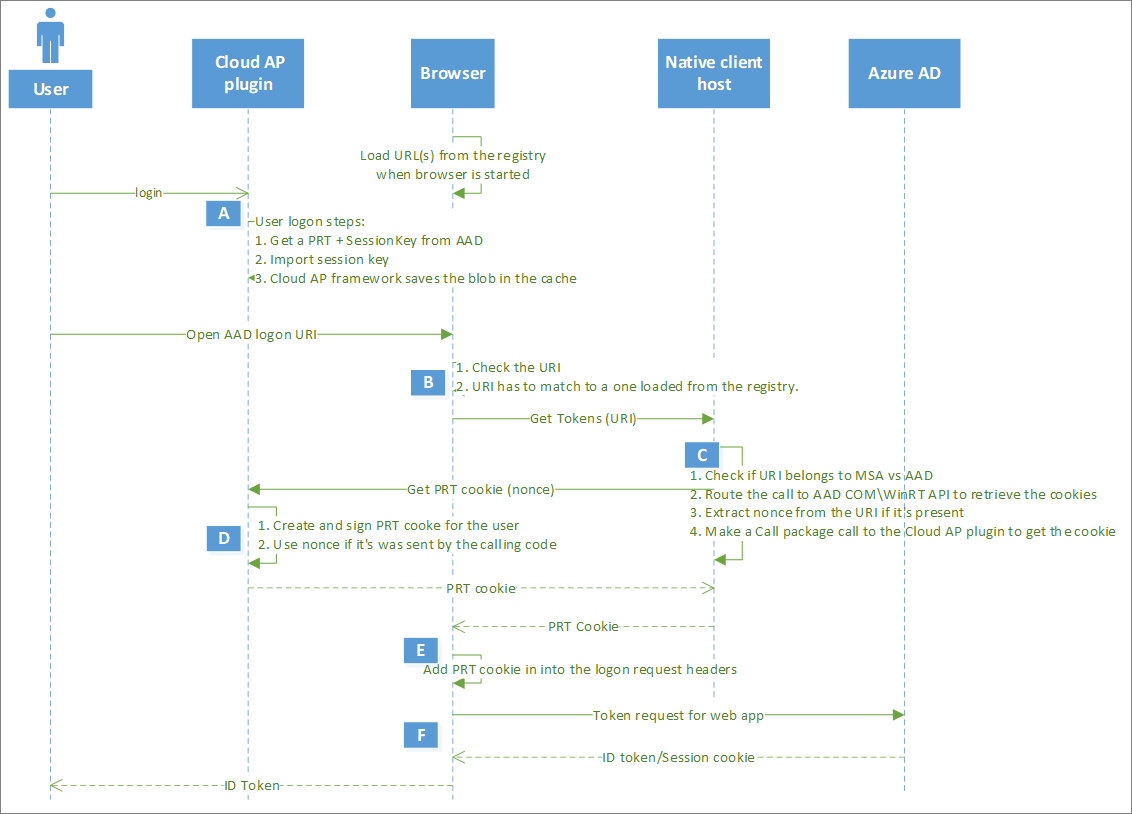 User
Cloud AP
plugin
Browser
Native client
host
Azure AD
Load URL(s) from the registry
when browser is started
login
A
User logon steps:
1. Get a PRT + SessionKey from AAD
2. Import session key
3. Cloud AP framework saves the blob in the cache
Open AAD logon URI
B
1. Check the URI
2. URI has to match to a one loaded from the registry.
Get Tokens (URI)
C
1. Check if URI belongs to MSA vs AAD
2. Route the call to AAD COM\WinRT API to retrieve the cookies
3. Extract nonce from the URI if it's present
4. Make a Call package call to the Cloud AP plugin to get the cookie
Get PRT cookie (nonce)
D
1. Create and sign PRT cooke for the user
2. Use nonce if it's was sent by the calling code
PRT cookie
PRT Cookie
E
Add PRT cookie in into the logon request headers
Token request for web app
F
ID token/Session cookie
ID Token